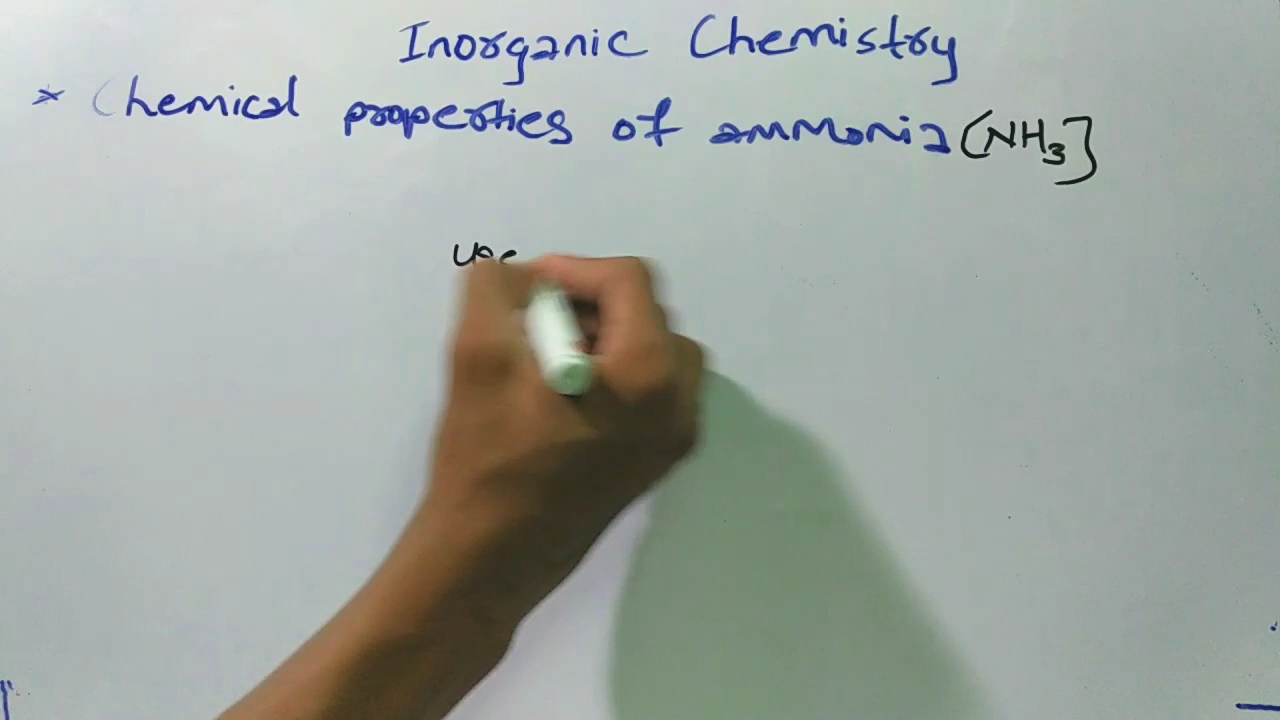 Inorganic Chemistry
* Chemical properties of ammonia (NH3]